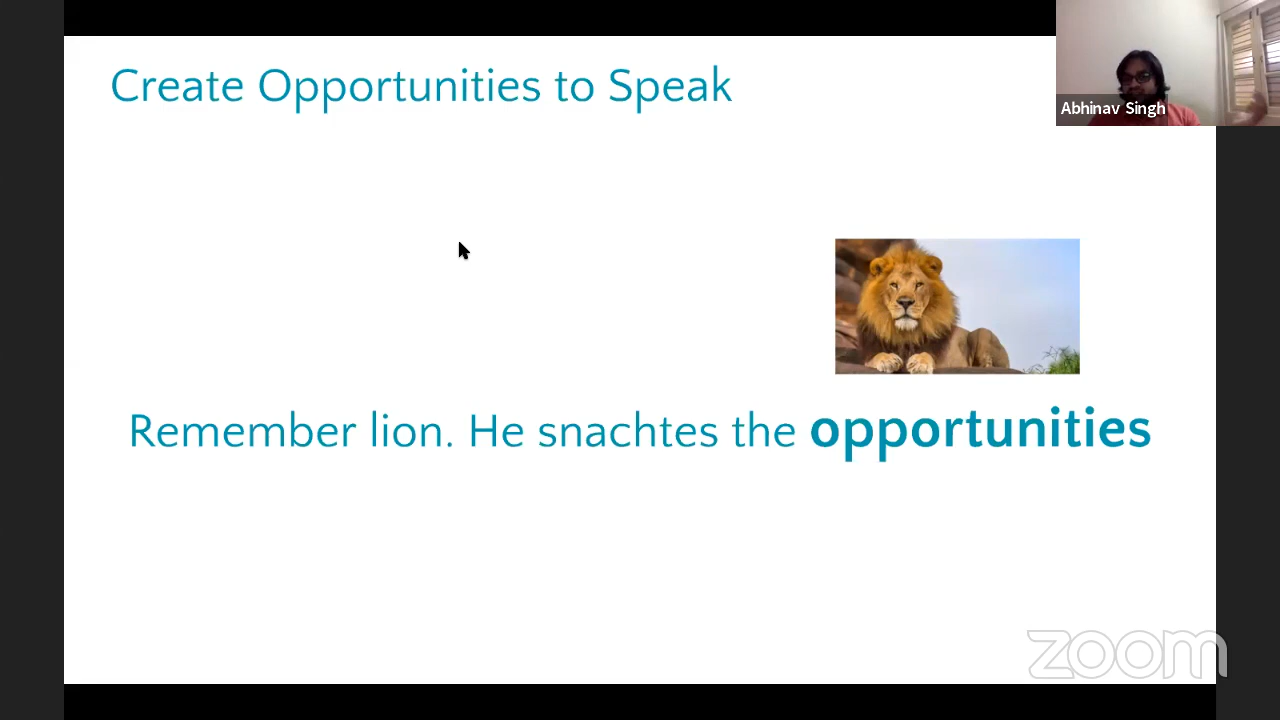 Create Opportunities to Speak
Abhinav Singh
Remember lion. He snachtes the opportunities
zoom